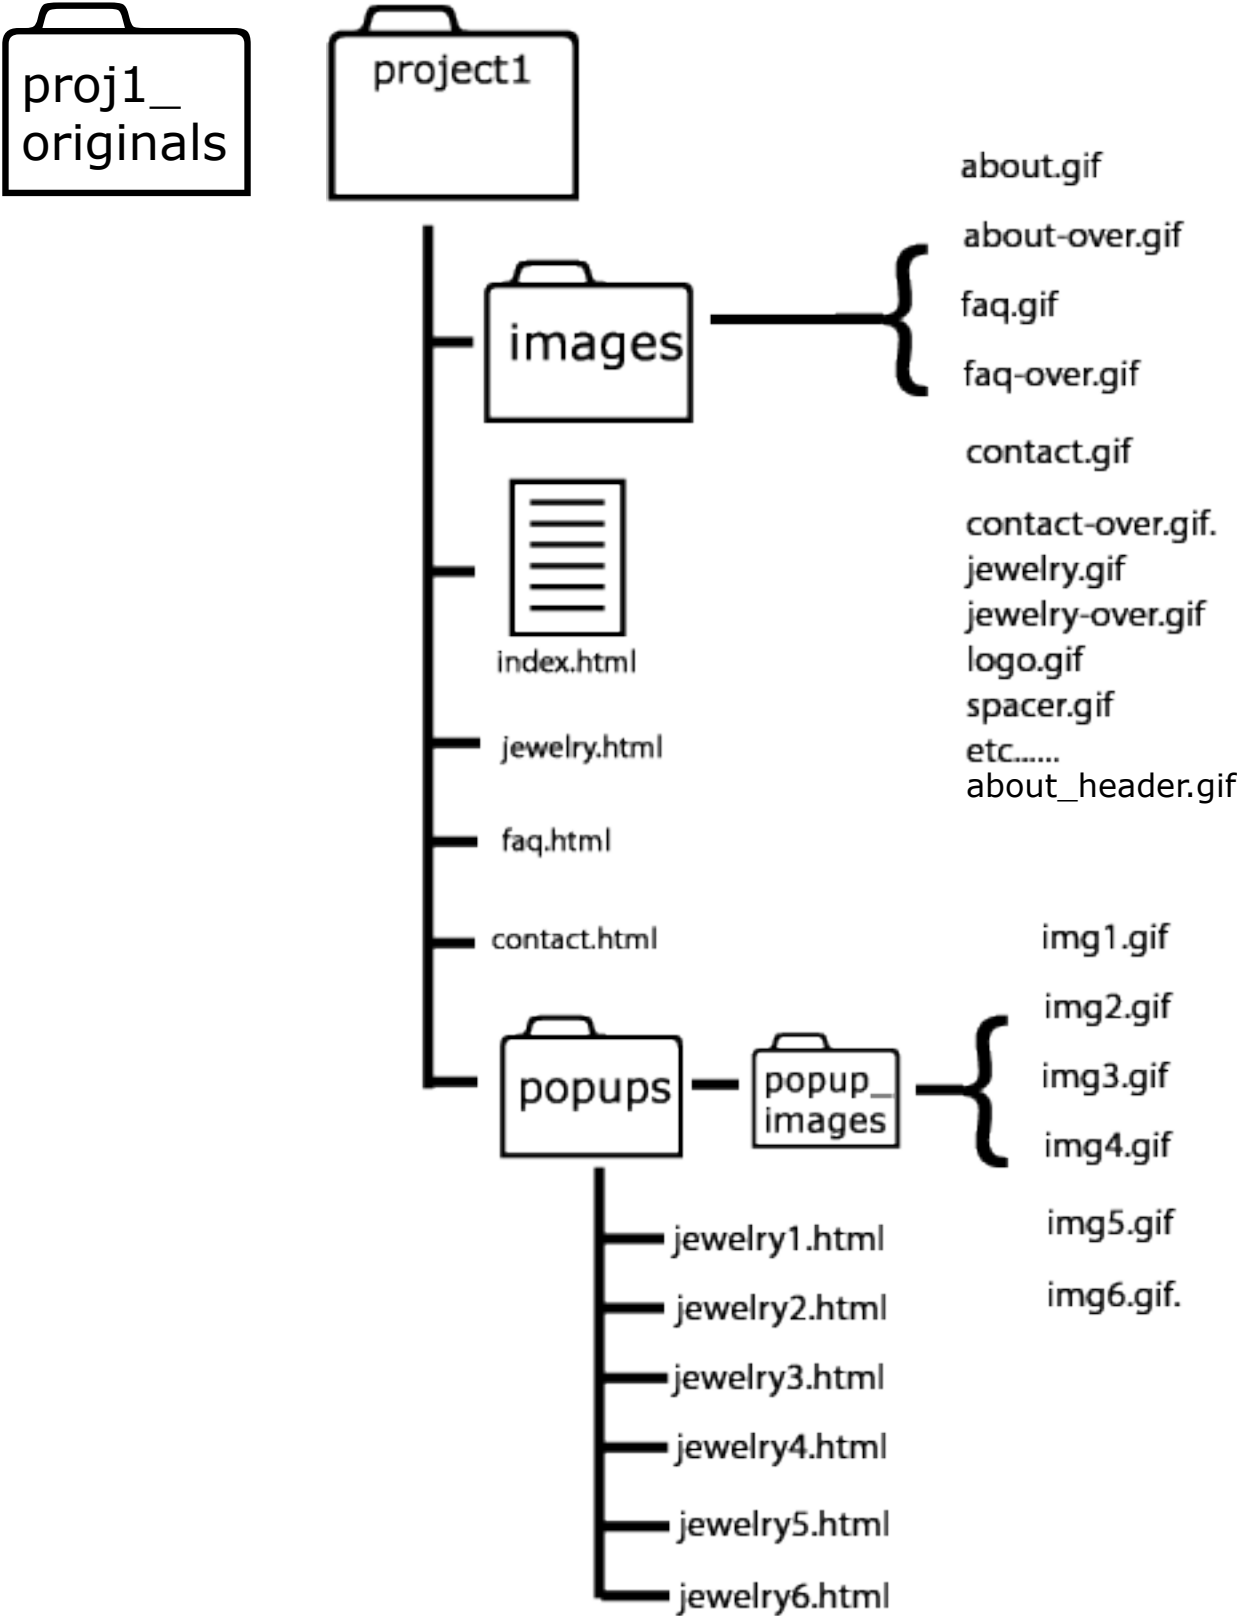 proj1_
originals
project1
images
about.gif
about-over.gif
faq.gif
faq-over.gif
contact.gif
contact-over.gif.
jewelry.gif
jewelry-over.gif
logo.gif
spacer.gif
etc......
about_header.gif
index.html
jewelry.html
faq.html
contact.html
popups
popup_
images
img1.gif
img2.gif
img3.gif
img4.gif
img5.gif
img6.gif.
jewelry1.html
jewelry2.html
jewelry3.html
jewelry4.html
jewelry5.html
jewelry6.html